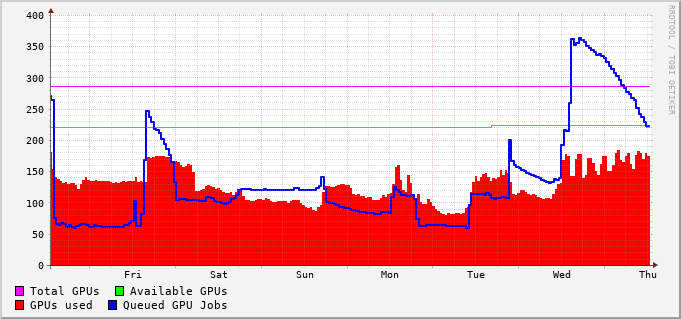 RRDTOOL / TOBI OETIKER
400
350
300
250
200
150
100
50
0
Fri Sat Sun Mon Tue Wed Thu
Total GPUs Available GPUs
GPUs used Queued GPU Jobs